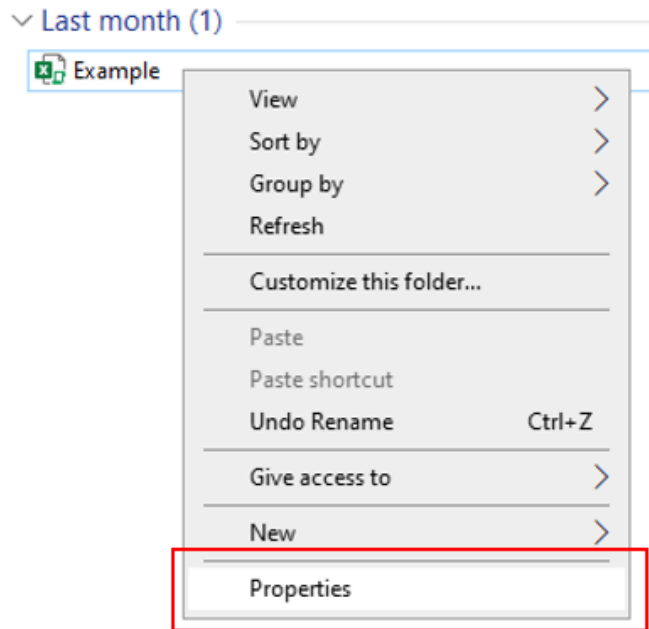 Last month (1)
Example
View
Sort by
Group by
Refresh
Customize this folder...
Paste
Paste shortcut
Undo Rename Ctrl+Z
Give access to
New
Properties